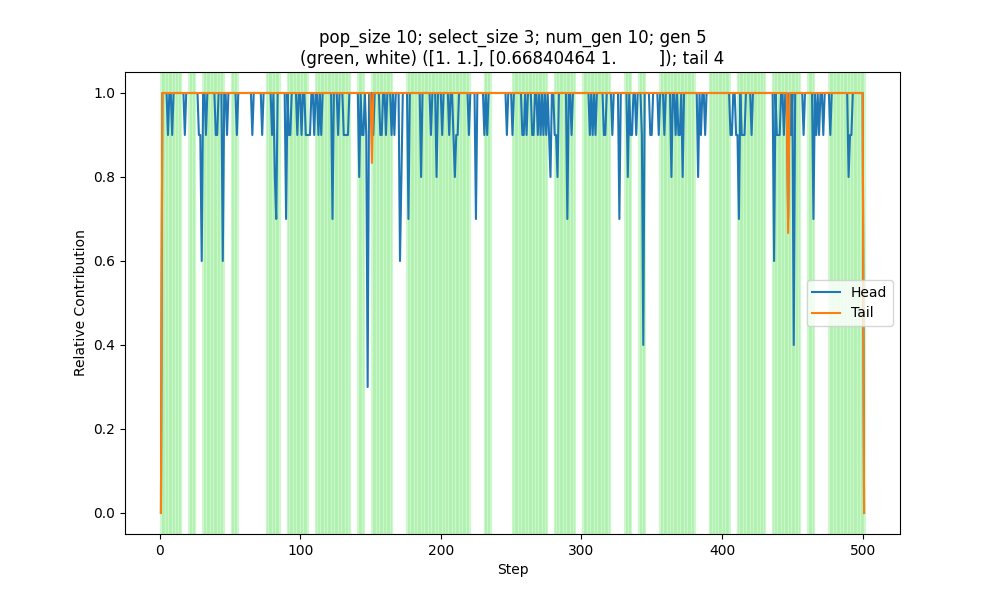 pop_size 10; select_size 3; num_gen 10; gen 5
(green, white) ([1. 1.], [0.66840464 1.         ]); tail 4
Relative Contribution
1.0
0.8
0.6
0.4
0.2
0.0
Head
Tail
0 100 200 300 400 500
Step